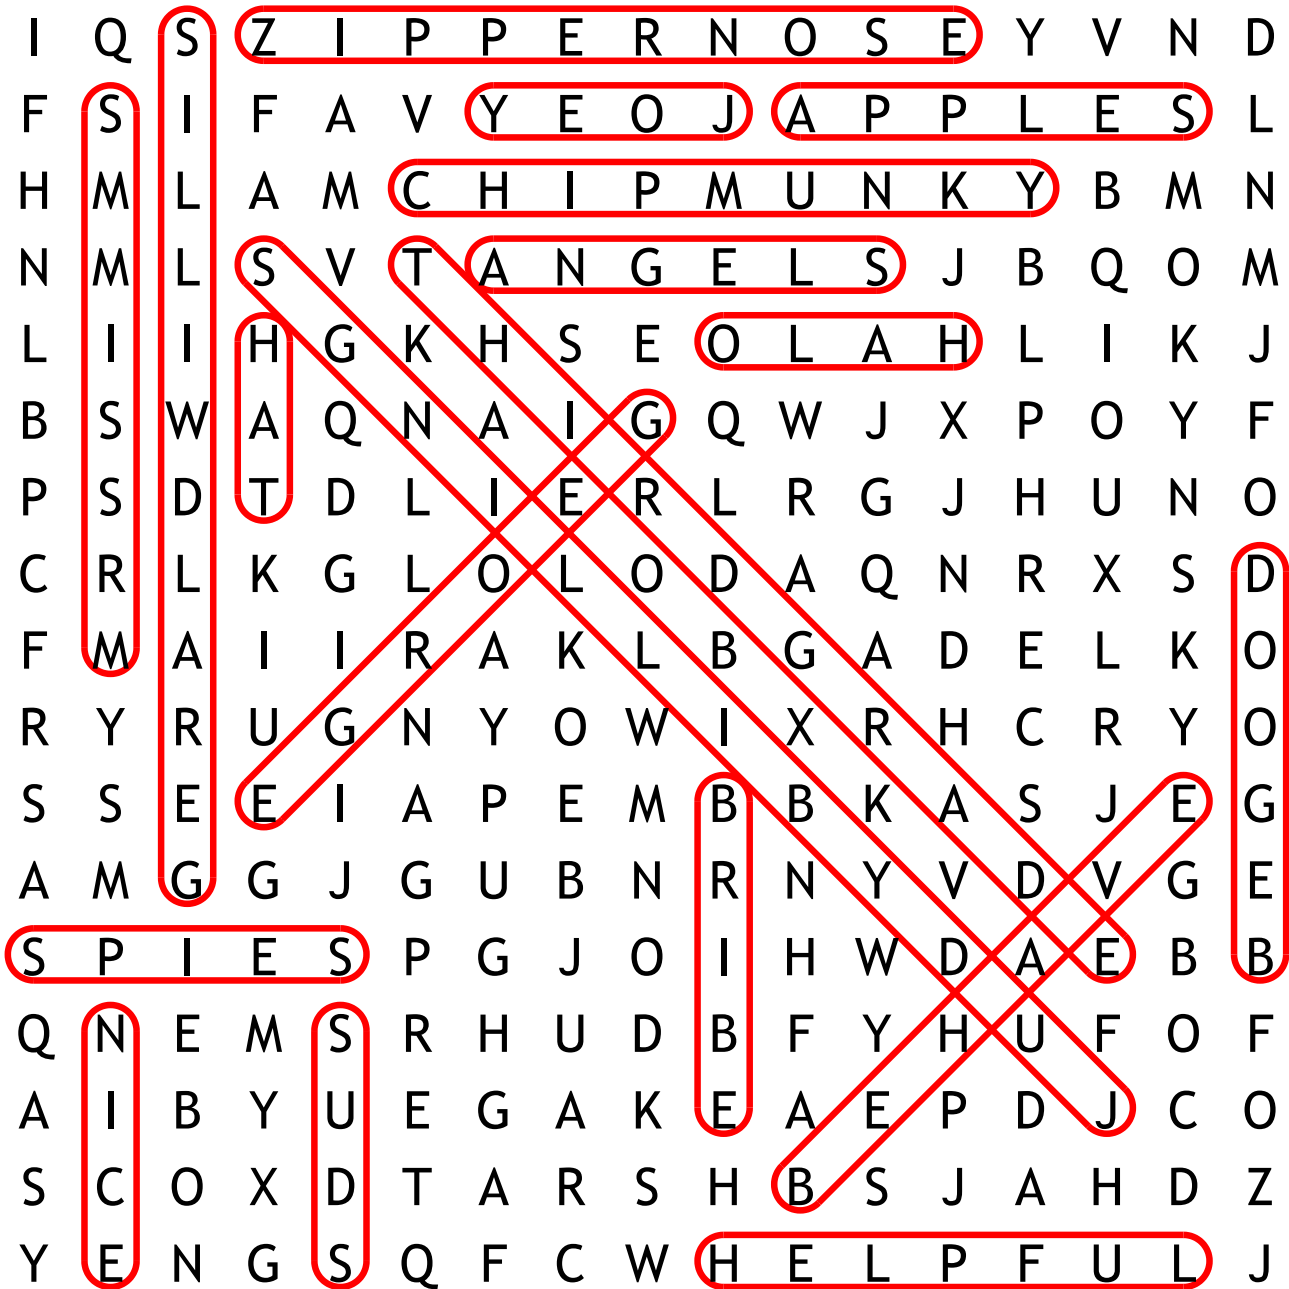 I Q S Z I P P E R N O S E Y V N D
F S I F A V Y E O J A P P L E S L
H M L A M C H I P M U N K Y B M N
N M L S V T A N G E L S J B Q O M
L I I H G K H S E O L A H L I K J
B S W A Q N A I G Q W J X P O Y F
P S D T D L I E R L R G J H U N O
C R L K G L O L O D A Q N R X S D
F M A I I R A K L B G A D E L K O
R Y R U G N Y O W I X R H C R Y O
S S E E I A P E M B B K A S J E G
A M G G J G U B N R N Y V D V G E
S P I E S P G J O I H W D A E B B
Q N E M S R H U D B F Y H U F O F
A I B Y U E G A K E A E P D J C O
S C O X D T A R S H B S J A H D Z
Y E N G S Q F C W H E L P F U L J